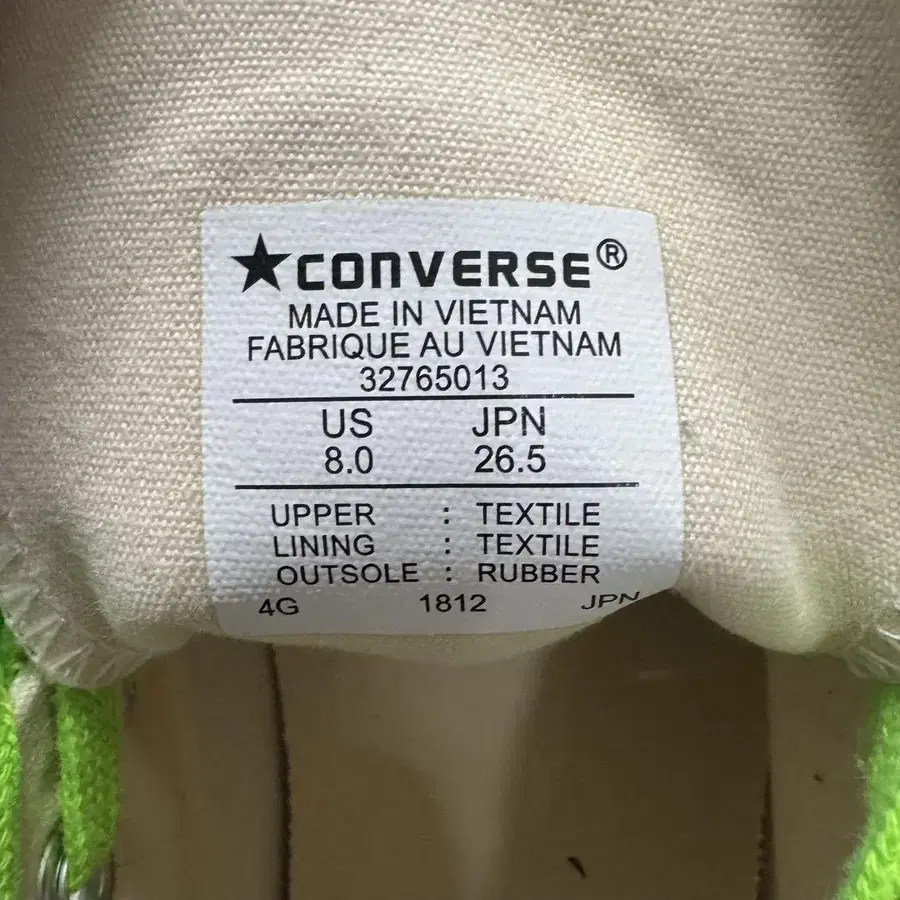 ★CONVERSE®
MADE IN VIETNAM
FABRIQUE AU VIETNAM
32765013
US JPN
8.0 26.5
UPPER : TEXTILE
LINING : TEXTILE
OUTSOLE : RUBBER
4G 1812 JPN